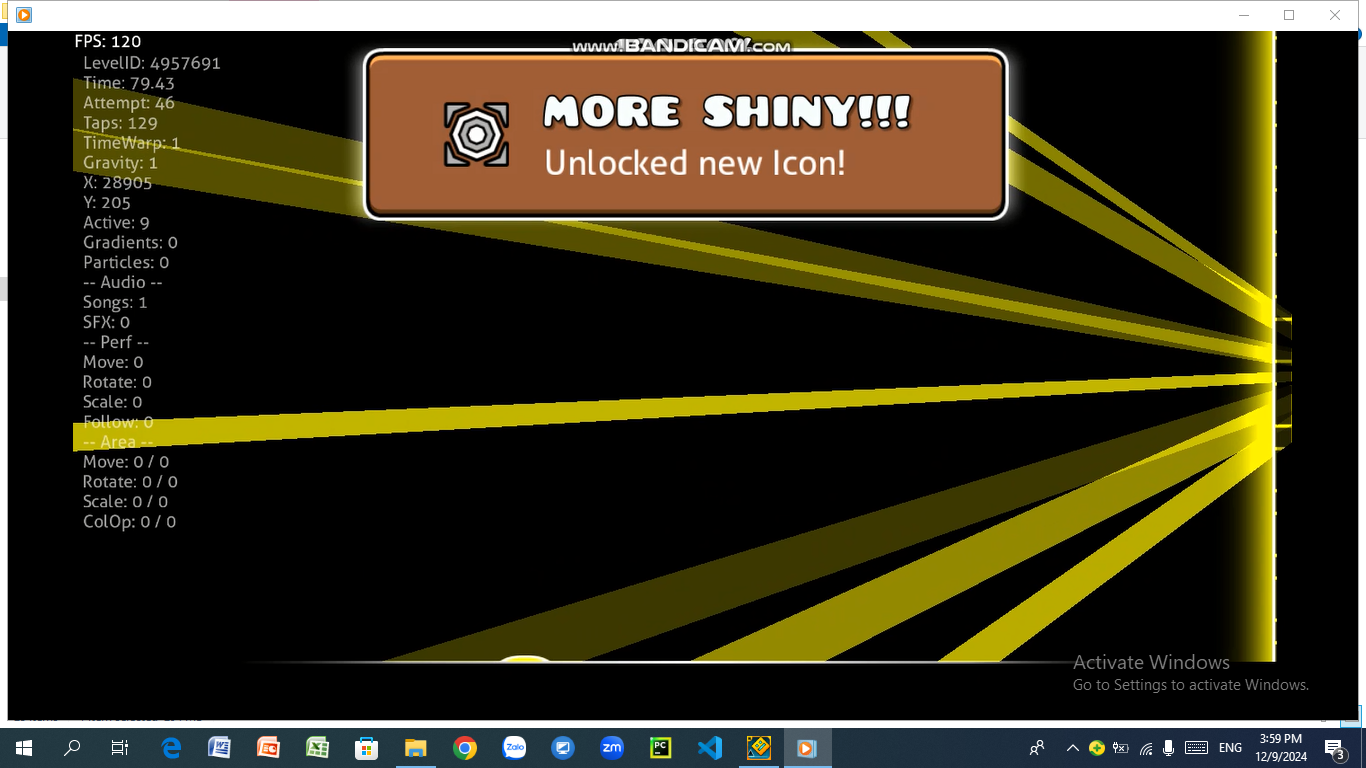 FPS: 120
LevelID: 4957691
Time: 79.43
Attempt: 46
Taps: 129
TimeWarp: 1
Gravity: 1
X: 28905
Y: 205
Active: 9
Gradients: 0
Particles: 0
-- Audio --
Songs: 1
SFX: 0
-- Perf --
Move: 0
Rotate: 0
Scale: 0
Follow: 0
-- Area --
Move: 0 / 0
Rotate: 0 / 0
Scale: 0 / 0
ColOp: 0 / 0
www.BANDICAM.com
MORE SHINY!!!
Unlocked new Icon!
Activate Windows
Go to Settings to activate Windows.
Zalo
zm
PC
ENG
3:59 PM
12/9/2024
3